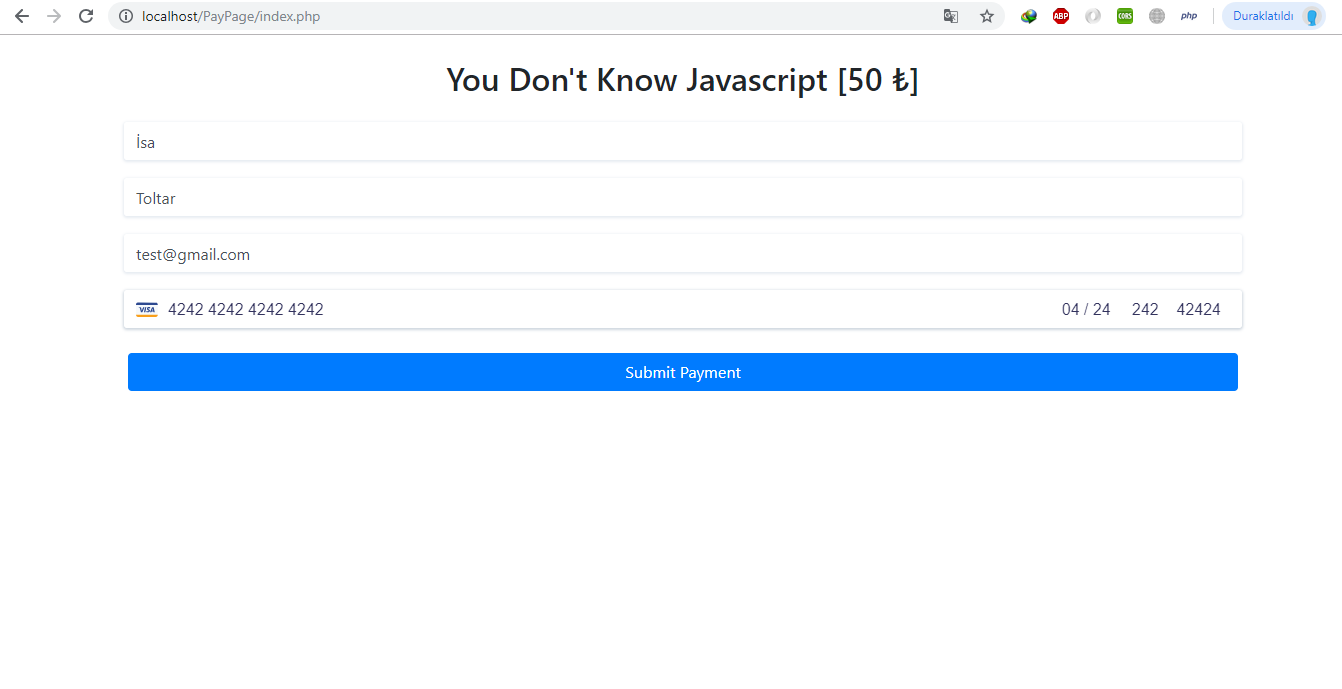 localhost/PayPage/index.php
ABP
CORS
php
Duraklatıldı
You Don't Know Javascript [50 ₺]
İsa
Toltar
test@gmail.com
VISA 4242 4242 4242 4242 04 / 24 242 42424
Submit Payment